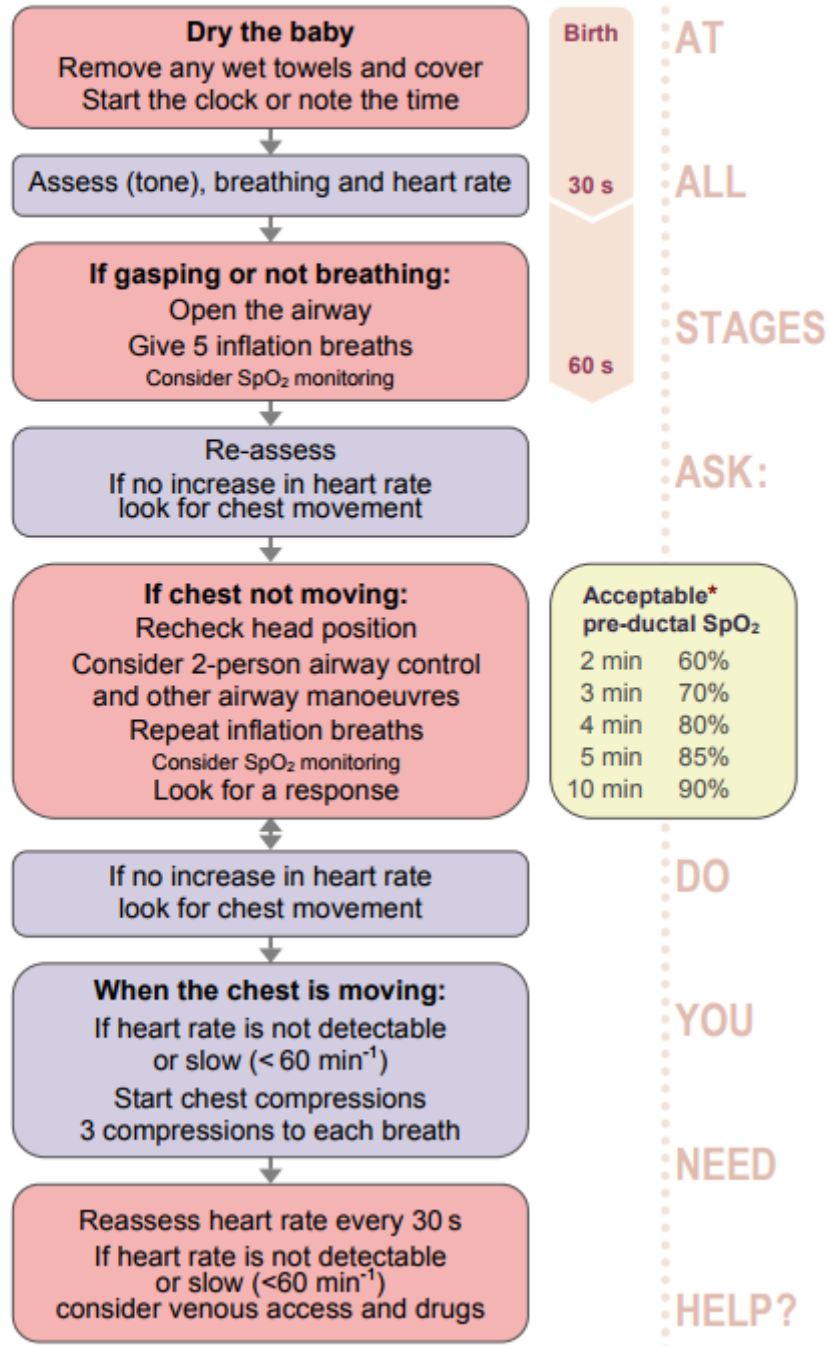 Dry the baby
Remove any wet towels and cover
Start the clock or note the time
Birth
Assess (tone), breathing and heart rate
30 s
If gasping or not breathing:
Open the airway
Give 5 inflation breaths
Consider SpO₂ monitoring
60 s
Re-assess
If no increase in heart rate
look for chest movement
If chest not moving:
Recheck head position
Consider 2-person airway control
and other airway manoeuvres
Repeat inflation breaths
Consider SpO₂ monitoring
Look for a response
Acceptable*
pre-ductal SpO₂
2 min 60%
3 min 70%
4 min 80%
5 min 85%
10 min 90%
If no increase in heart rate
look for chest movement
When the chest is moving:
If heart rate is not detectable
or slow (< 60 min⁻¹)
Start chest compressions
3 compressions to each breath
Reassess heart rate every 30 s
If heart rate is not detectable
or slow (<60 min⁻¹)
consider venous access and drugs
AT
ALL
STAGES
ASK:
DO
YOU
NEED
HELP?